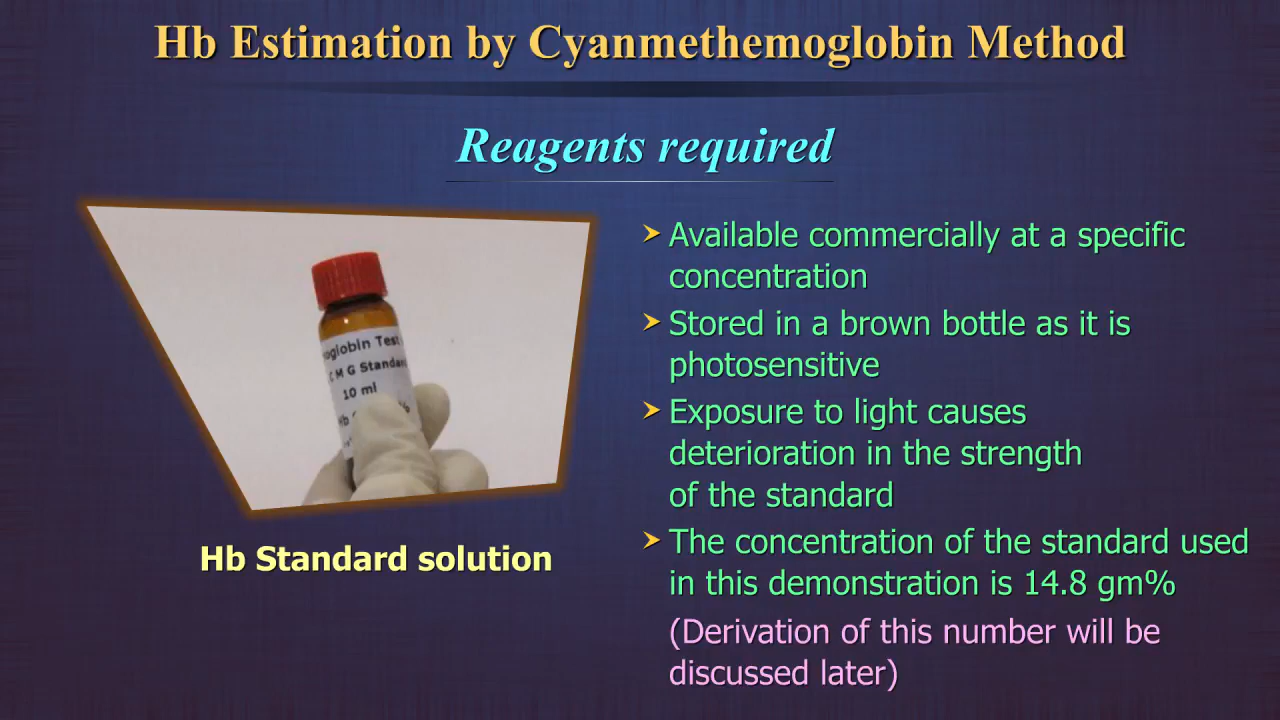 Hb Estimation by Cyanmethemoglobin Method
Reagents required
➤ Available commercially at a specific
concentration
➤ Stored in a brown bottle as it is
photosensitive
➤ Exposure to light causes
deterioration in the strength
of the standard
➤ The concentration of the standard used
in this demonstration is 14.8 gm%
(Derivation of this number will be
discussed later)
oglobin Test
C M G Standar
10 ml
Hb Standard solution